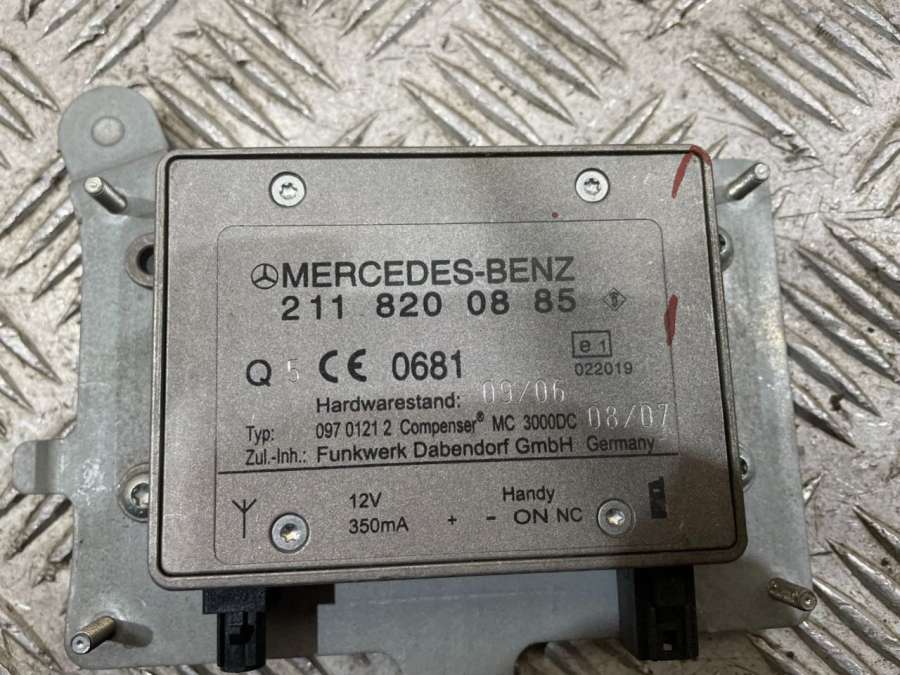 MERCEDES-BENZ
211 820 08 85
Q 5 CE 0681 e1
022019
Hardwarestand: 09/06
Typ: 097 0121 2 Compenser® MC 3000DC 08/07
Zul.-Inh.: Funkwerk Dabendorf GmbH Germany
12V Handy
350mA + - ON NC